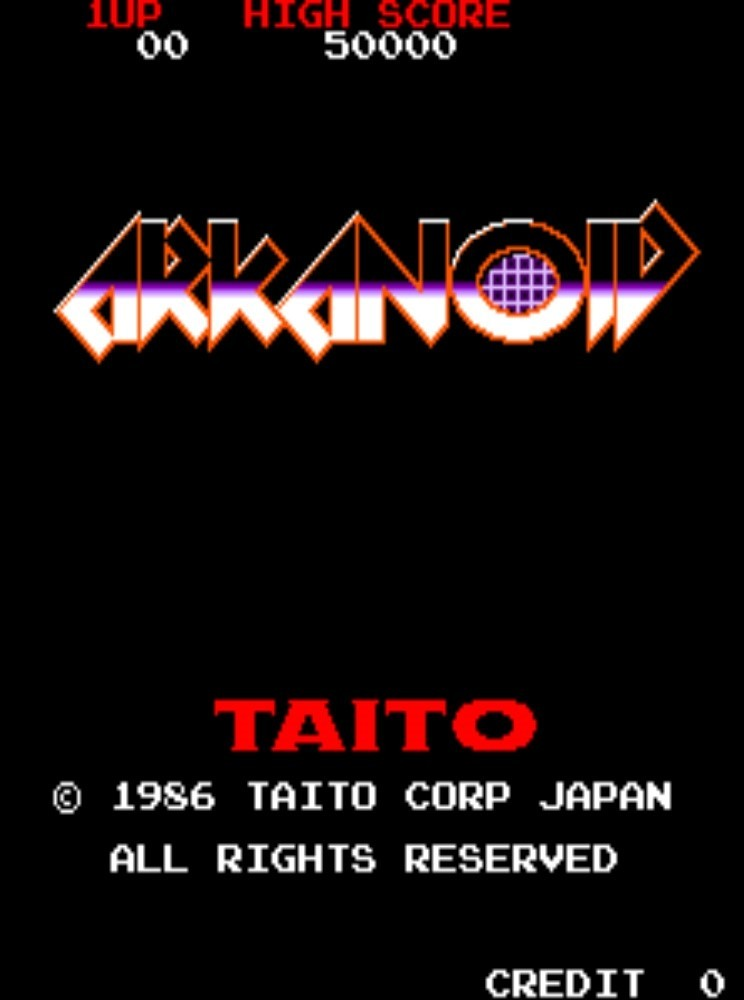 1UP HIGH SCORE
00 50000
ARKANOID
TAITO
© 1986 TAITO CORP JAPAN
ALL RIGHTS RESERVED
CREDIT 0